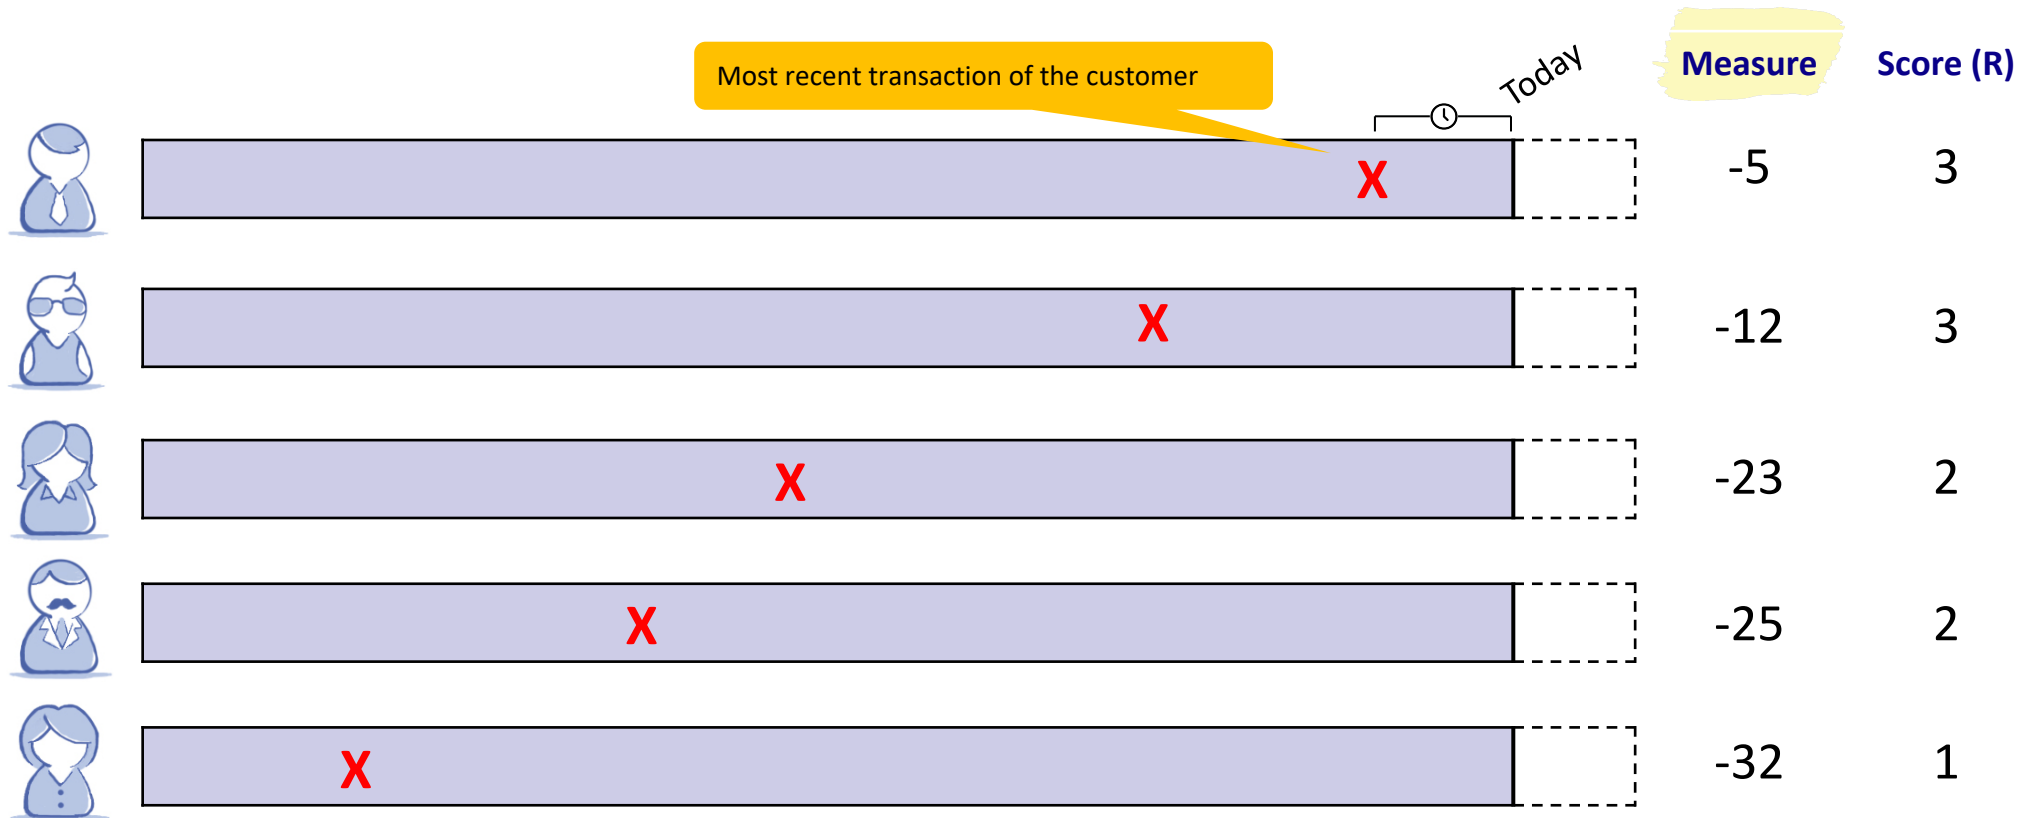 Most recent transaction of the customer
Today
Measure Score (R)
X -5 3
X -12 3
X -23 2
X -25 2
X -32 1